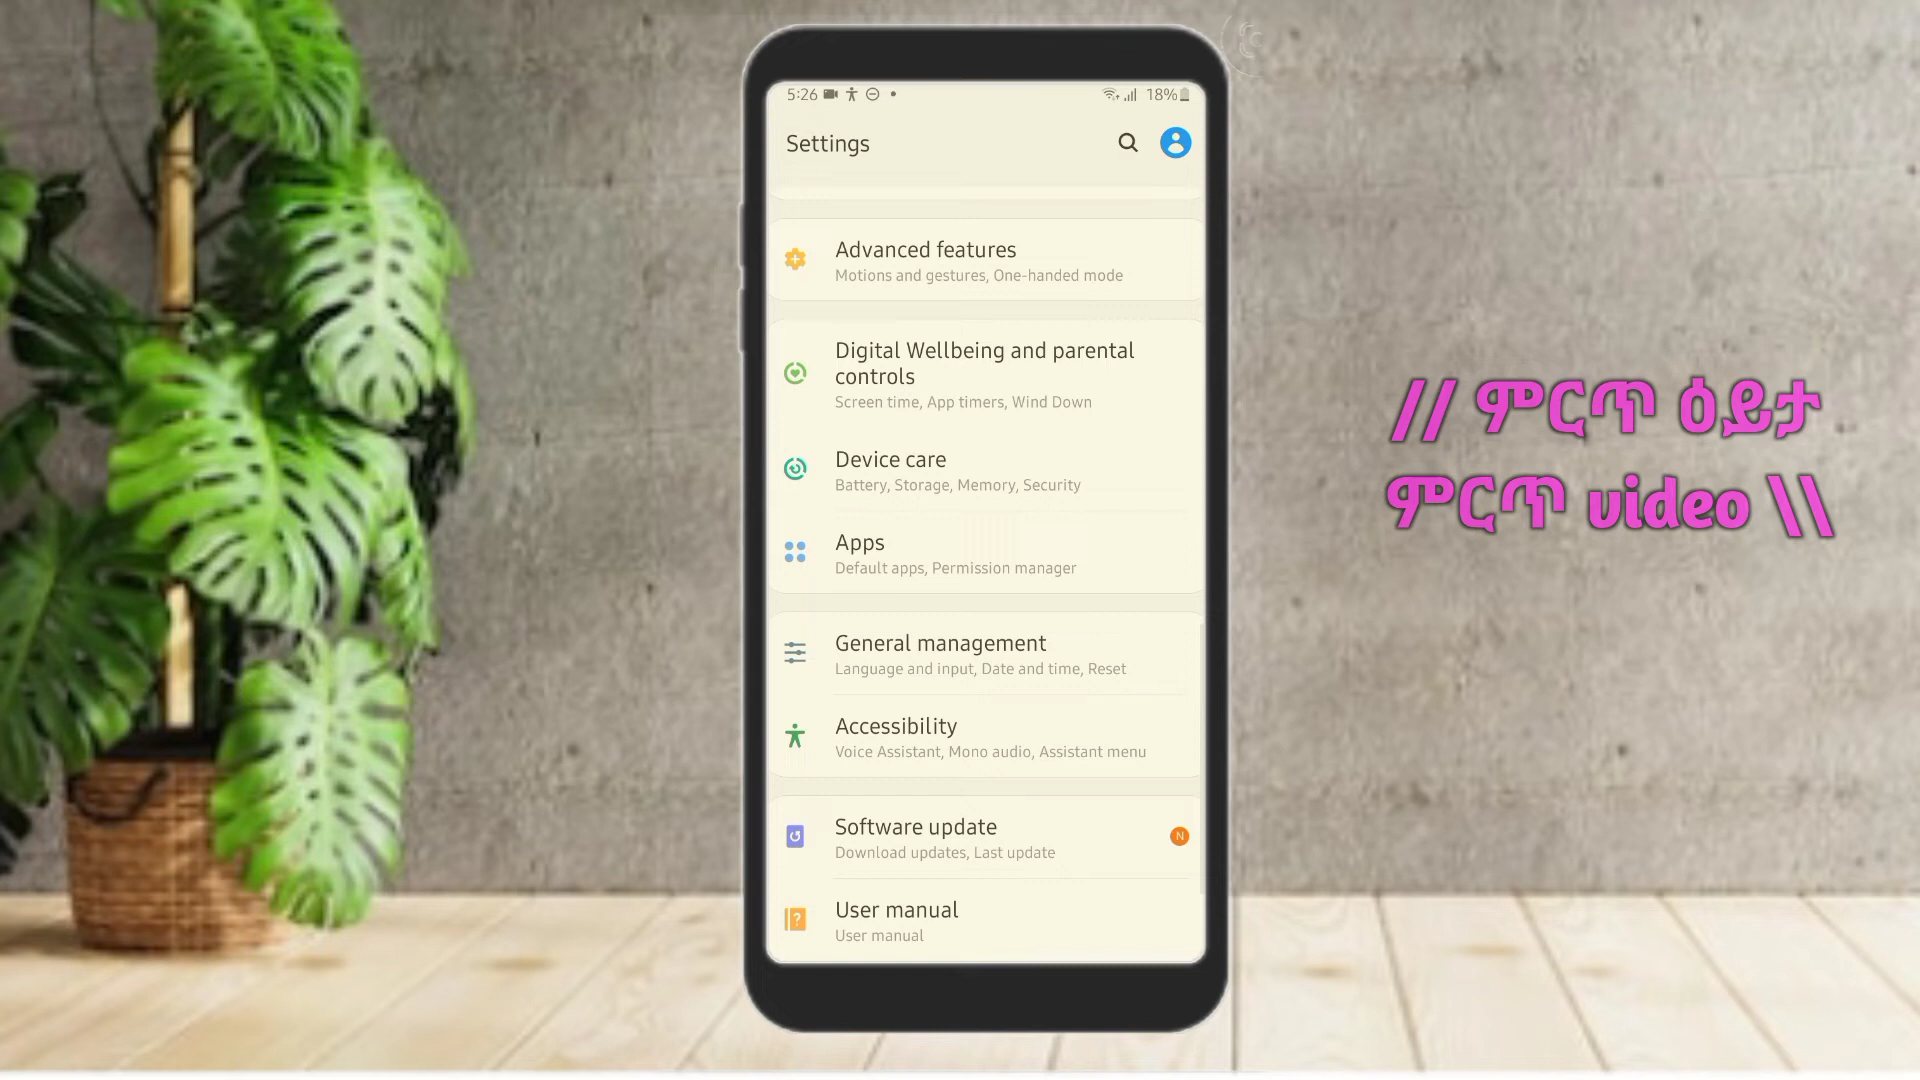 5:26
18%
Settings
Advanced features
Motions and gestures, One-handed mode
Digital Wellbeing and parental
controls
Screen time, App timers, Wind Down
Device care
Battery, Storage, Memory, Security
Apps
Default apps, Permission manager
General management
Language and input, Date and time, Reset
Accessibility
Voice Assistant, Mono audio, Assistant menu
Software update
N
Download updates, Last update
User manual
User manual
// ምርጥ ዕይታ
ምርጥ video \\